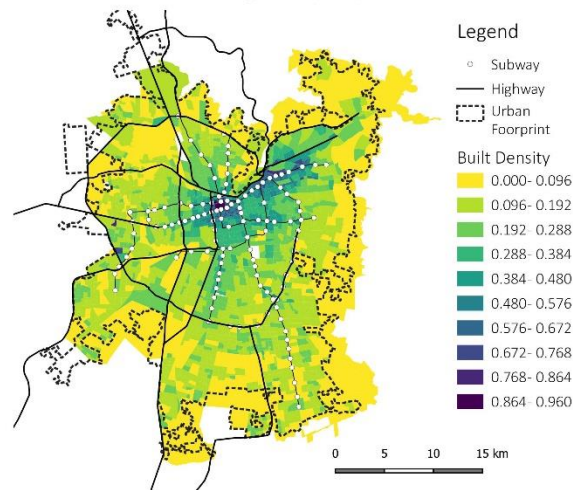 Legend
Subway
Highway
Urban
Foorprint
Built Density
0.000- 0.096
0.096- 0.192
0.192- 0.288
0.288- 0.384
0.384- 0.480
0.480- 0.576
0.576- 0.672
0.672- 0.768
0.768- 0.864
0.864- 0.960
0 5 10 15 km